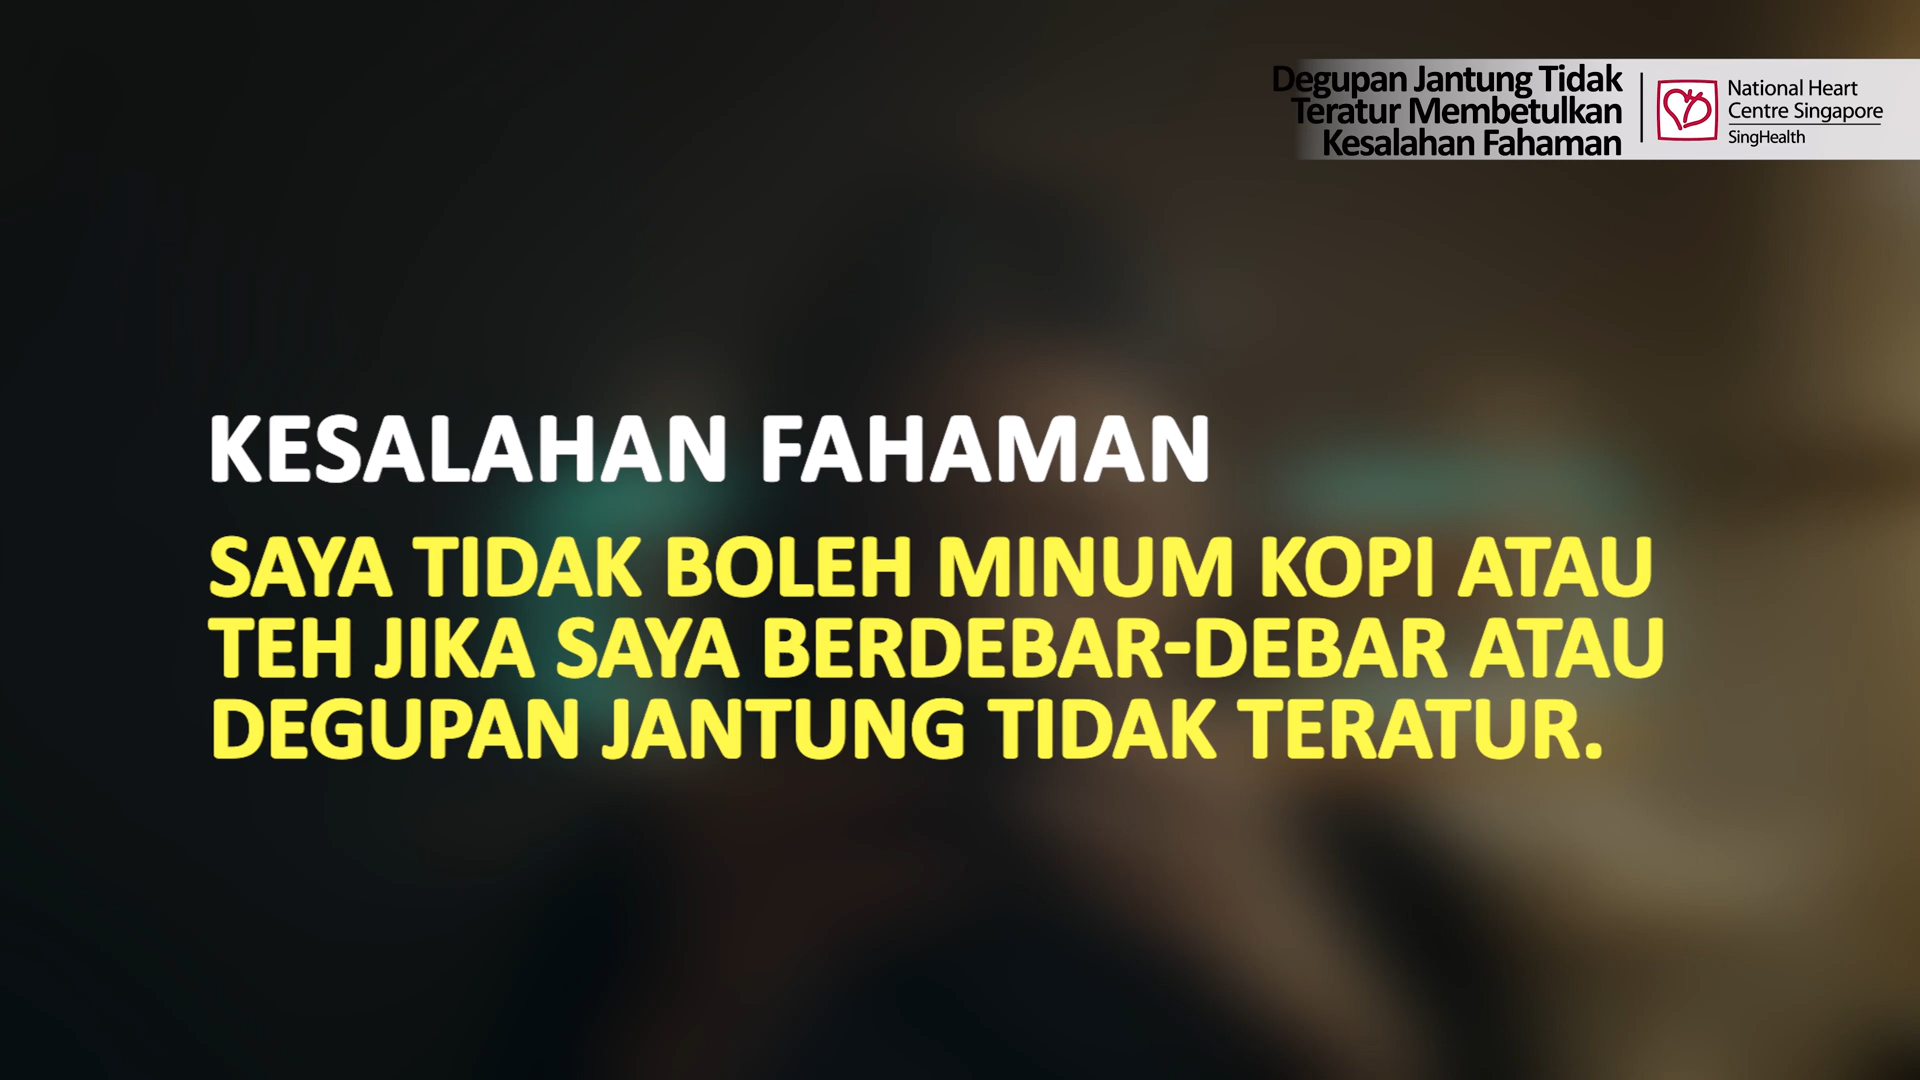 Degupan Jantung Tidak
Teratur Membetulkan
Kesalahan Fahaman
National Heart
Centre Singapore
SingHealth
KESALAHAN FAHAMAN
SAYA TIDAK BOLEH MINUM KOPI ATAU
TEH JIKA SAYA BERDEBAR-DEBAR ATAU
DEGUPAN JANTUNG TIDAK TERATUR.